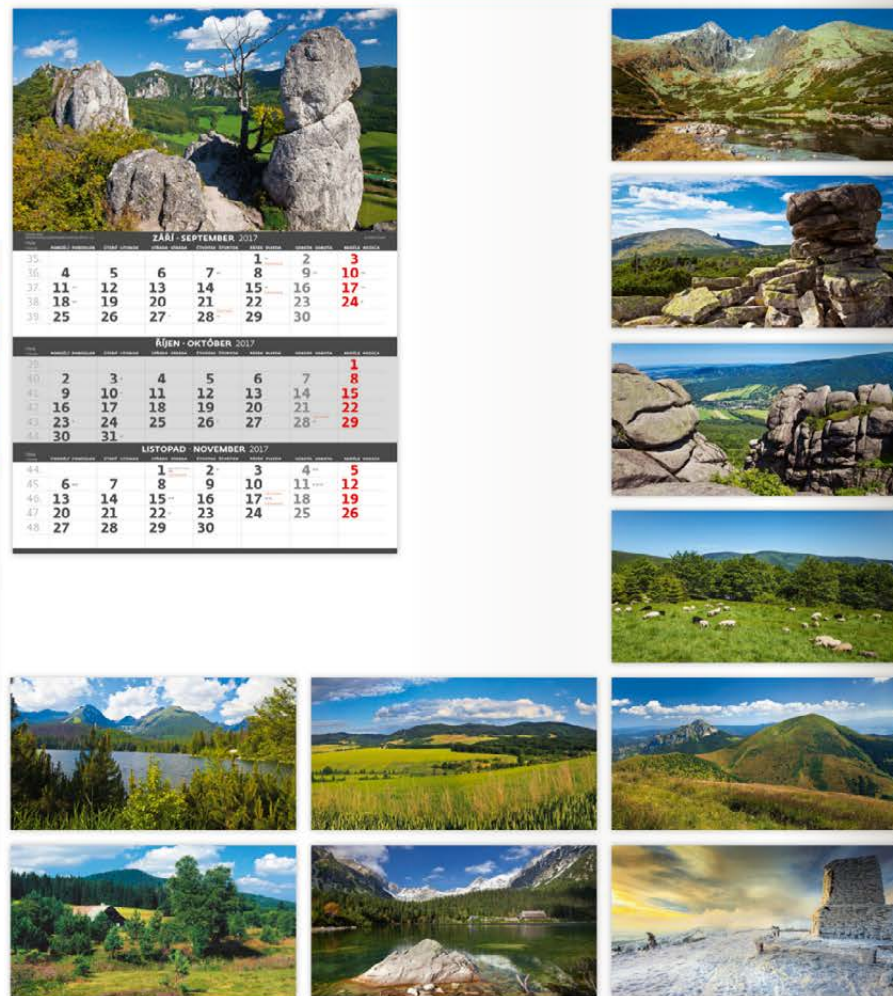 ZÁŘÍ · SEPTEMBER 2017
35 1 2 3
36 4 5 6 7 8 9 10
37 11 12 13 14 15 16 17
38 18 19 20 21 22 23 24
39 25 26 27 28 29 30
ŘÍJEN · OKTÓBER 2017
39 1
40 2 3 4 5 6 7 8
41 9 10 11 12 13 14 15
42 16 17 18 19 20 21 22
43 23 24 25 26 27 28 29
44 30 31
LISTOPAD · NOVEMBER 2017
44 1 2 3 4 5
45 6 7 8 9 10 11 12
46 13 14 15 16 17 18 19
47 20 21 22 23 24 25 26
48 27 28 29 30